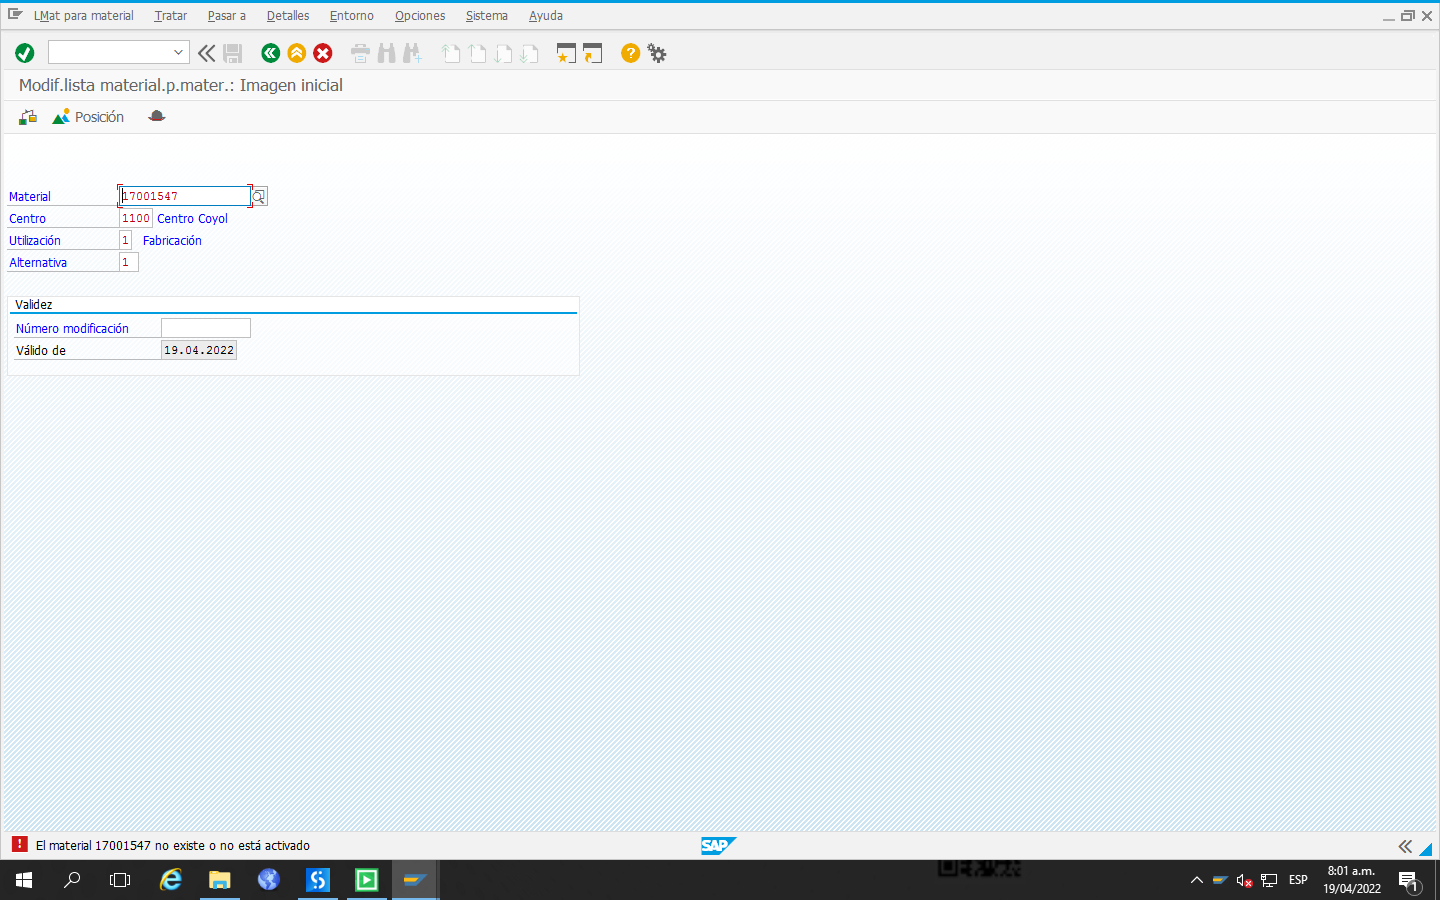 LMat para material Tratar Pasar a Detalles Entorno Opciones Sistema Ayuda
Modif.lista material.p.mater.: Imagen inicial
Posición
Material 17001547
Centro 1100 Centro Coyol
Utilización 1 Fabricación
Alternativa 1
Validez
Número modificación
Válido de 19.04.2022
El material 17001547 no existe o no está activado
SAP
ESP
8:01 a.m.
19/04/2022
1